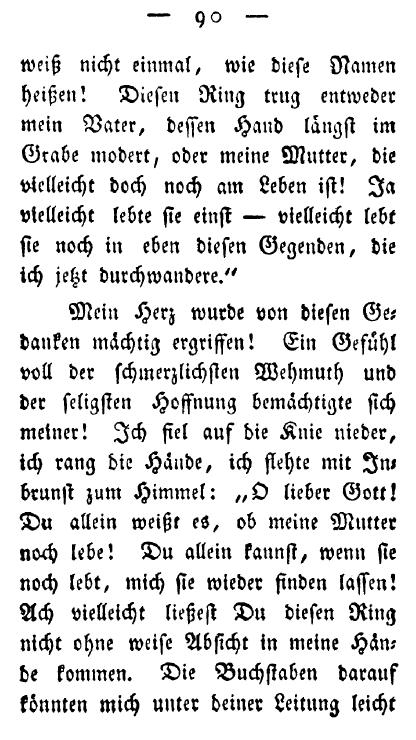 — 90 —
weiß nicht einmal, wie diese Namen
heißen! Diesen Ring trug entweder
mein Vater, dessen Hand längst im
Grabe modert, oder meine Mutter, die
vielleicht doch noch am Leben ist! Ja
vielleicht lebte sie einst — vielleicht lebt
sie noch in eben diesen Gegenden, die
ich jetzt durchwandere.“
Mein Herz wurde von diesen Ge-
danken mächtig ergriffen! Ein Gefühl
voll der schmerzlichsten Wehmuth und
der seligsten Hoffnung bemächtigte sich
meiner! Ich fiel auf die Knie nieder,
ich rang die Hände, ich flehte mit In-
brunst zum Himmel: „O lieber Gott!
Du allein weißt es, ob meine Mutter
noch lebe! Du allein kannst, wenn sie
noch lebt, mich sie wieder finden lassen!
Ach vielleicht ließest Du diesen Ring
nicht ohne weise Absicht in meine Hän-
de kommen. Die Buchstaben darauf
könnten mich unter deiner Leitung leicht